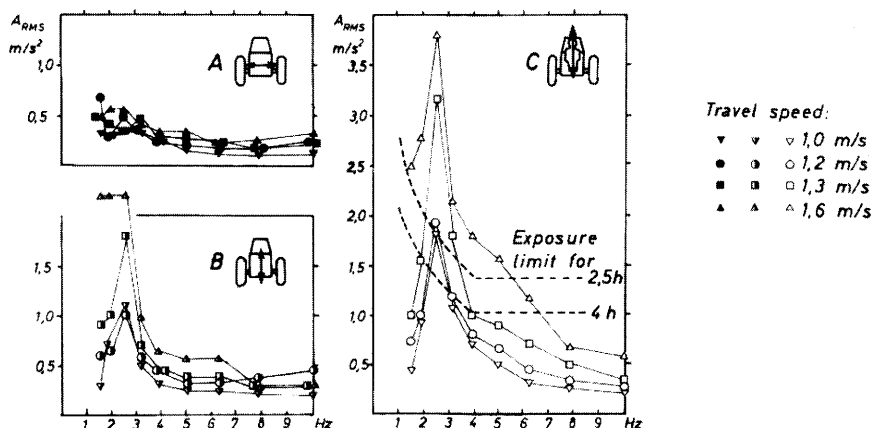 A_RMS
m/s²
1,0
0,5
A
1,5
1,0
0,5
B
1 2 3 4 5 6 7 8 9 Hz
A_RMS
m/s²
3,5
3,0
2,5
2,0
1,5
1,0
0,5
C
Exposure
limit for
2,5h
4 h
1 2 3 4 5 6 7 8 9 Hz
Travel speed:
1,0 m/s
1,2 m/s
1,3 m/s
1,6 m/s